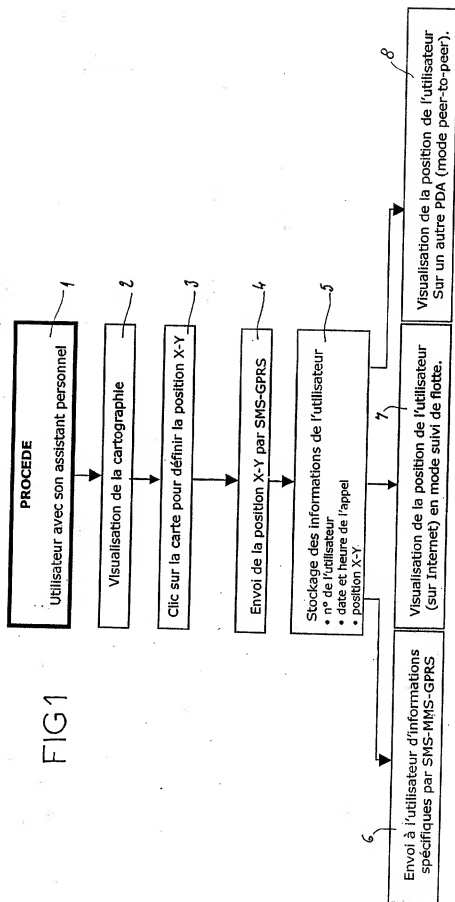 FIG1
PROCEDE
Utilisateur avec son assistant personnel
1
Visualisation de la cartographie
2
Clic sur la carte pour définir la position X-Y
3
Envoi de la position X-Y par SMS-GPRS
4
Stockage des informations de l'utilisateur
• n° de l'utilisateur
• date et heure de l'appel
• position X-Y
5
Envoi à l'utilisateur d'informations
spécifiques par SMS-MMS-GPRS
6
Visualisation de la position de l'utilisateur
(sur Internet) en mode suivi de flotte.
7
Visualisation de la position de l'utilisateur
Sur un autre PDA (mode peer-to-peer).
8